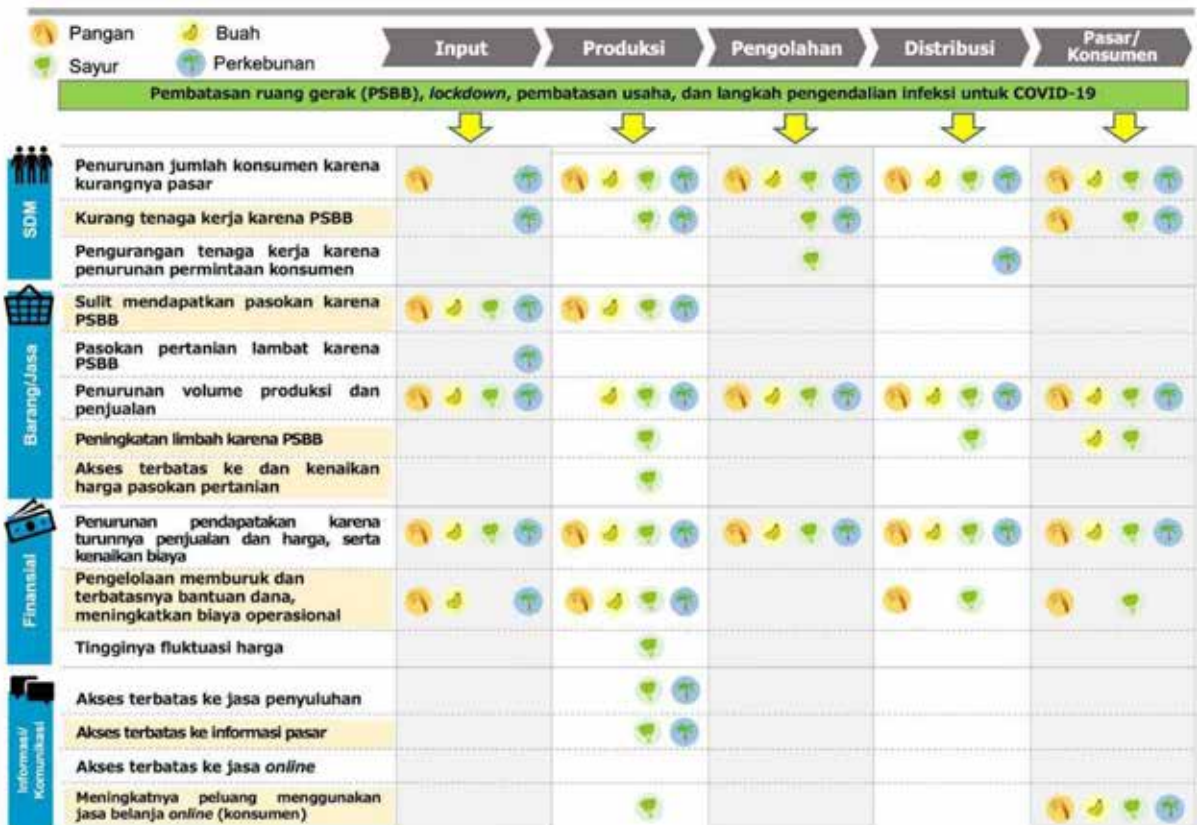 Pangan
Buah
Sayur
Perkebunan
Input
Produksi
Pengolahan
Distribusi
Pasar/
Konsumen
Pembatasan ruang gerak (PSBB), lockdown, pembatasan usaha, dan langkah pengendalian infeksi untuk COVID-19
SDM
Penurunan jumlah konsumen karena
kurangnya pasar
Kurang tenaga kerja karena PSBB
Pengurangan tenaga kerja karena
penurunan permintaan konsumen
Barang/Jasa
Sulit mendapatkan pasokan karena
PSBB
Pasokan pertanian lambat karena
PSBB
Penurunan volume produksi dan
penjualan
Peningkatan limbah karena PSBB
Akses terbatas ke dan kenaikan
harga pasokan pertanian
Finansial
Penurunan pendapatakan karena
turunnya penjualan dan harga, serta
kenaikan biaya
Pengelolaan memburuk dan
terbatasnya bantuan dana,
meningkatkan biaya operasional
Tingginya fluktuasi harga
Informasi/
Komunikasi
Akses terbatas ke jasa penyuluhan
Akses terbatas ke informasi pasar
Akses terbatas ke jasa online
Meningkatnya peluang menggunakan
jasa belanja online (konsumen)